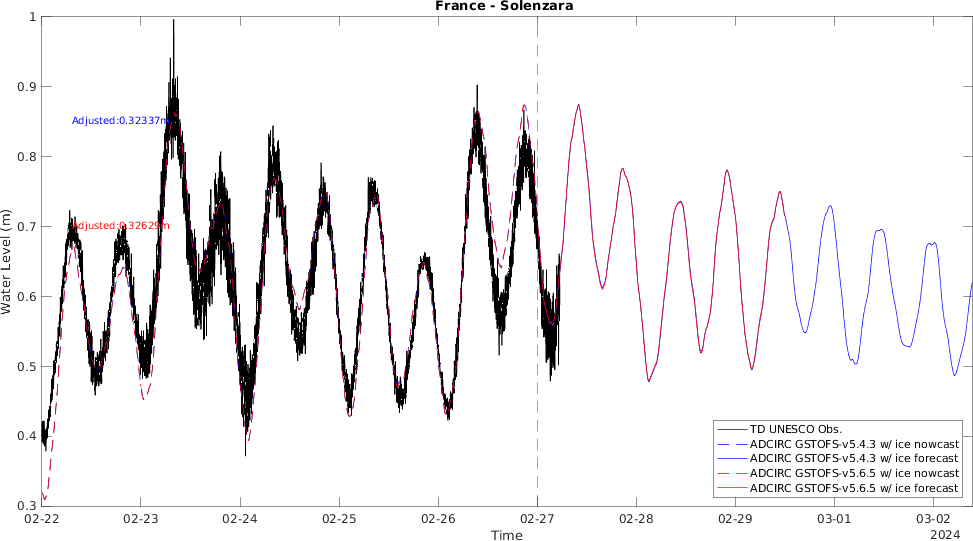 France - Solenzara
1
0.9
0.8
0.7
0.6
0.5
0.4
0.3
Water Level (m)
Adjusted:0.32337m
Adjusted:0.32629m
TD UNESCO Obs.
ADCIRC GSTOFS-v5.4.3 w/ ice nowcast
ADCIRC GSTOFS-v5.4.3 w/ ice forecast
ADCIRC GSTOFS-v5.6.5 w/ ice nowcast
ADCIRC GSTOFS-v5.6.5 w/ ice forecast
02-22 02-23 02-24 02-25 02-26 02-27 02-28 02-29 03-01 03-02
Time
2024